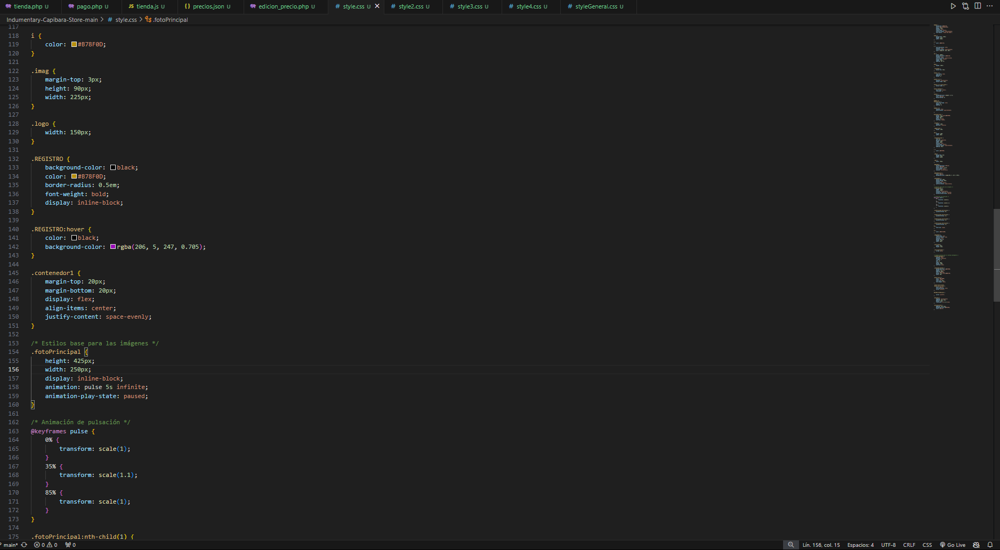 tienda.php U
pago.php U
JS tienda.js U
{} precios.json U
edicion_precio.php U
# style.css U
# style2.css U
# style3.css U
# style4.css U
# styleGeneral.css U
Indumentary-Capibara-Store-main > # style.css > .fotoPrincipal
117
118 i {
119 color: #B78F0D;
120 }
121
122 .imag {
123 margin-top: 3px;
124 height: 90px;
125 width: 225px;
126 }
127
128 .logo {
129 width: 150px;
130 }
131
132 .REGISTRO {
133 background-color: black;
134 color: #B78F0D;
135 border-radius: 0.5em;
136 font-weight: bold;
137 display: inline-block;
138 }
139
140 .REGISTRO:hover {
141 color: black;
142 background-color: rgba(206, 5, 247, 0.705);
143 }
144
145 .contenedor1 {
146 margin-top: 20px;
147 margin-bottom: 20px;
148 display: flex;
149 align-items: center;
150 justify-content: space-evenly;
151 }
152
153 /* Estilos base para las imágenes */
154 .fotoPrincipal {
155 height: 425px;
156 width: 250px;
157 display: inline-block;
158 animation: pulse 5s infinite;
159 animation-play-state: paused;
160 }
161
162 /* Animación de pulsación */
163 @keyframes pulse {
164 0% {
165 transform: scale(1);
166 }
167 35% {
168 transform: scale(1.1);
169 }
170 85% {
171 transform: scale(1);
172 }
173 }
174
175 .fotoPrincipal:nth-child(1) {
main* 0 0 0
Lín. 156, col. 15 Espacios: 4 UTF-8 CRLF CSS Go Live